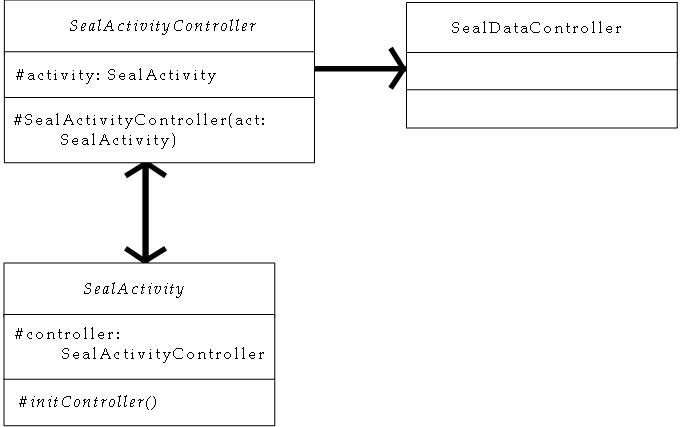 SealActivityController
#activity: SealActivity
#SealActivityController(act:
SealActivity)
SealDataController
SealActivity
#controller:
SealActivityController
#initController()